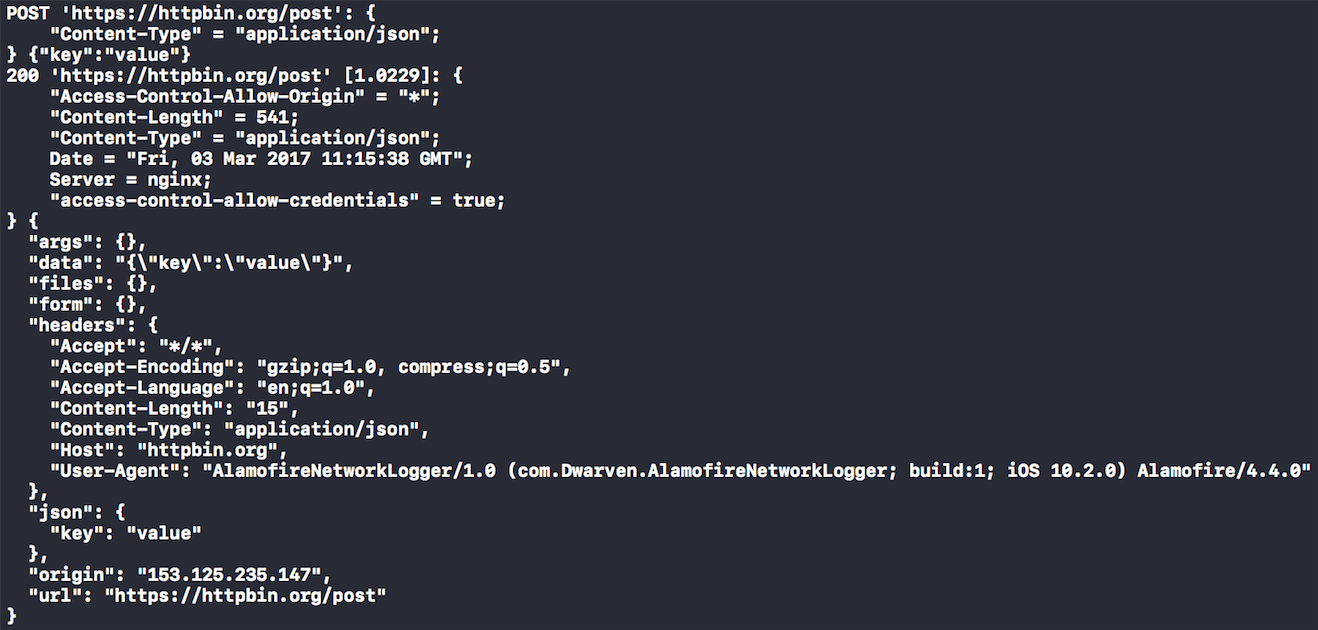 POST 'https://httpbin.org/post': {
    "Content-Type" = "application/json";
} {"key":"value"}
200 'https://httpbin.org/post' [1.0229]: {
    "Access-Control-Allow-Origin" = "*";
    "Content-Length" = 541;
    "Content-Type" = "application/json";
    Date = "Fri, 03 Mar 2017 11:15:38 GMT";
    Server = nginx;
    "access-control-allow-credentials" = true;
} {
  "args": {},
  "data": "{\"key\":\"value\"}",
  "files": {},
  "form": {},
  "headers": {
    "Accept": "*/*",
    "Accept-Encoding": "gzip;q=1.0, compress;q=0.5",
    "Accept-Language": "en;q=1.0",
    "Content-Length": "15",
    "Content-Type": "application/json",
    "Host": "httpbin.org",
    "User-Agent": "AlamofireNetworkLogger/1.0 (com.Dwarven.AlamofireNetworkLogger; build:1; iOS 10.2.0) Alamofire/4.4.0"
  },
  "json": {
    "key": "value"
  },
  "origin": "153.125.235.147",
  "url": "https://httpbin.org/post"
}